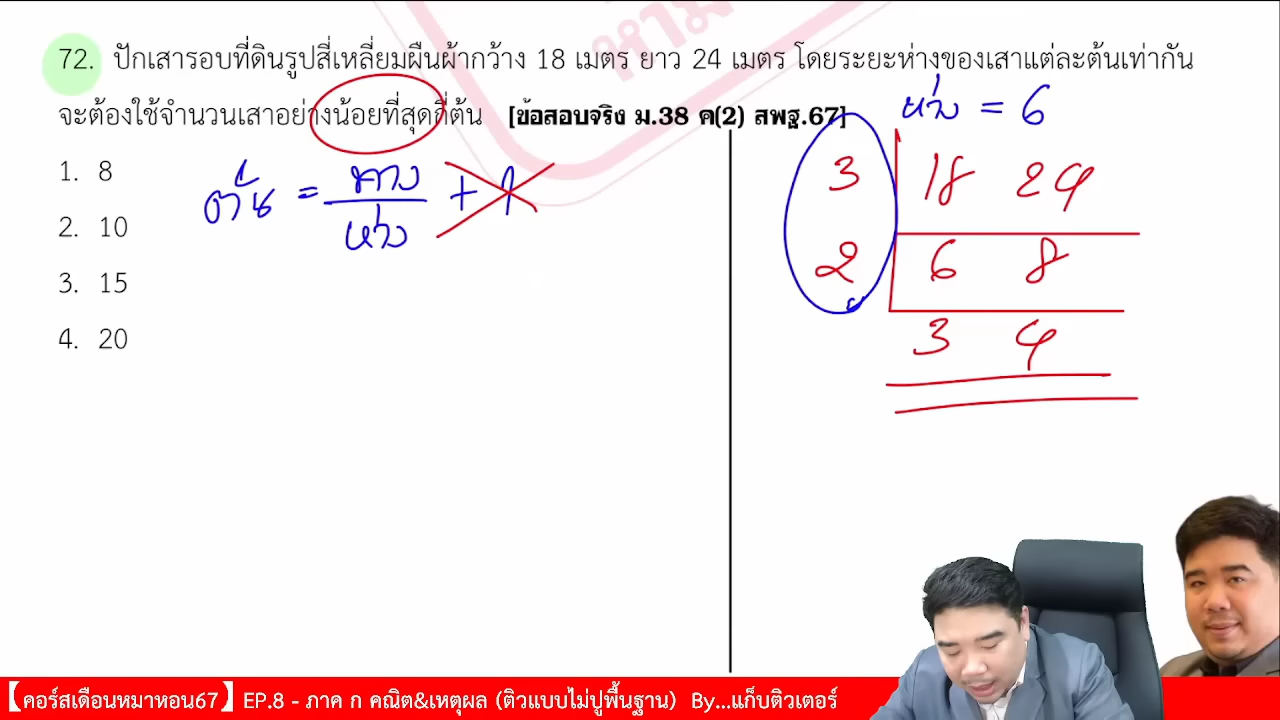 หาม
72. ปักเสารอบที่ดินรูปสี่เหลี่ยมผืนผ้ากว้าง 18 เมตร ยาว 24 เมตร โดยระยะห่างของเสาแต่ละต้นเท่ากัน
จะต้องใช้จำนวนเสาอย่างน้อยที่สุดกี่ต้น [ข้อสอบจริง ม.38 ค(2) สพฐ.67]
ห่าง = 6
1. 8
2. 10
3. 15
4. 20
ต้น = ทาง + 1
ห่าง
3 18 24
2 6 8
3 4
【คอร์สเดือนหมาหอน67】 EP.8 - ภาค ก คณิต&เหตุผล (ติวแบบไม่ปูพื้นฐาน) By...แก็บติวเตอร์